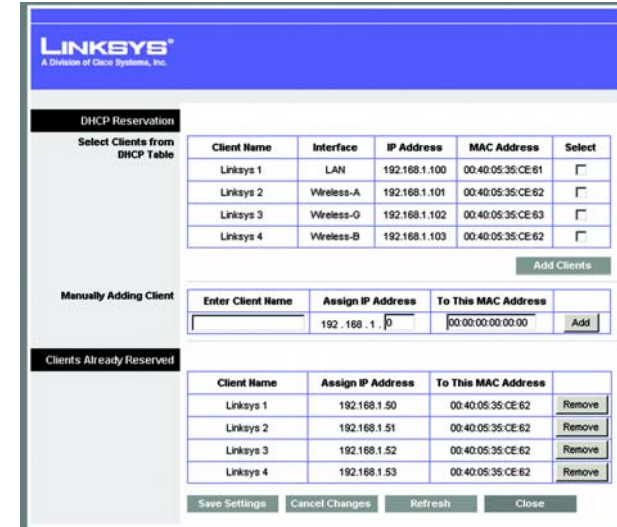 LINKSYS®
A Division of Cisco Systems, Inc.
DHCP Reservation
Select Clients from DHCP Table
Client Name Interface IP Address MAC Address Select
Linksys 1 LAN 192.168.1.100 00:40:05:35:CE:61
Linksys 2 Wireless-A 192.168.1.101 00:40:05:35:CE:62
Linksys 3 Wireless-G 192.168.1.102 00:40:05:35:CE:63
Linksys 4 Wireless-B 192.168.1.103 00:40:05:35:CE:62
Add Clients
Manually Adding Client
Enter Client Name Assign IP Address To This MAC Address
192 . 168 . 1 . 0 00:00:00:00:00:00 Add
Clients Already Reserved
Client Name Assign IP Address To This MAC Address
Linksys 1 192.168.1.50 00:40:05:35:CE:62 Remove
Linksys 2 192.168.1.51 00:40:05:35:CE:62 Remove
Linksys 3 192.168.1.52 00:40:05:35:CE:62 Remove
Linksys 4 192.168.1.53 00:40:05:35:CE:62 Remove
Save Settings Cancel Changes Refresh Close